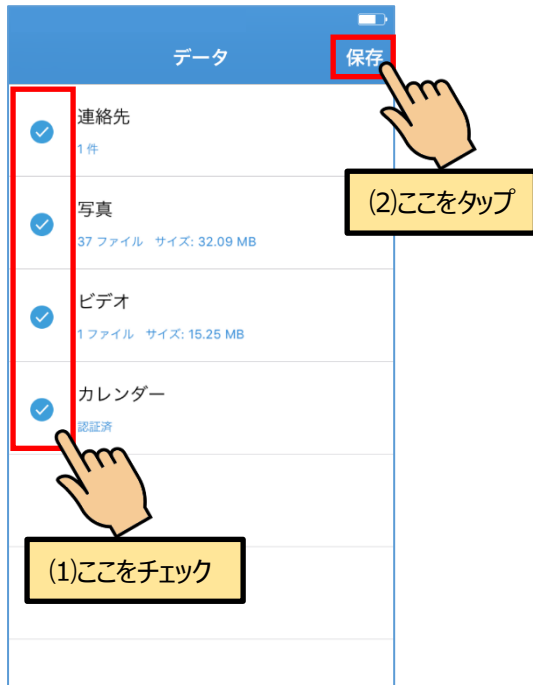 データ
保存
連絡先
1 件
(2)ここをタップ
写真
37 ファイル サイズ: 32.09 MB
ビデオ
1 ファイル サイズ: 15.25 MB
カレンダー
認証済
(1)ここをチェック